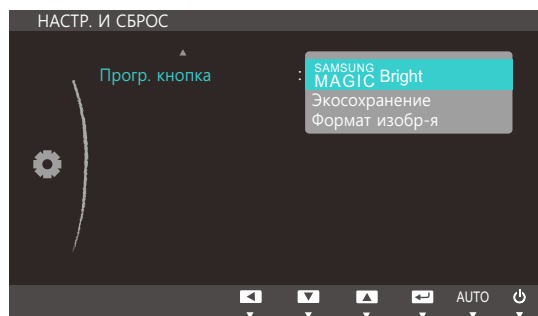 НАСТР. И СБРОС
Прогр. кнопка : SAMSUNG MAGIC Bright
Экосохранение
Формат изобр-я
AUTO